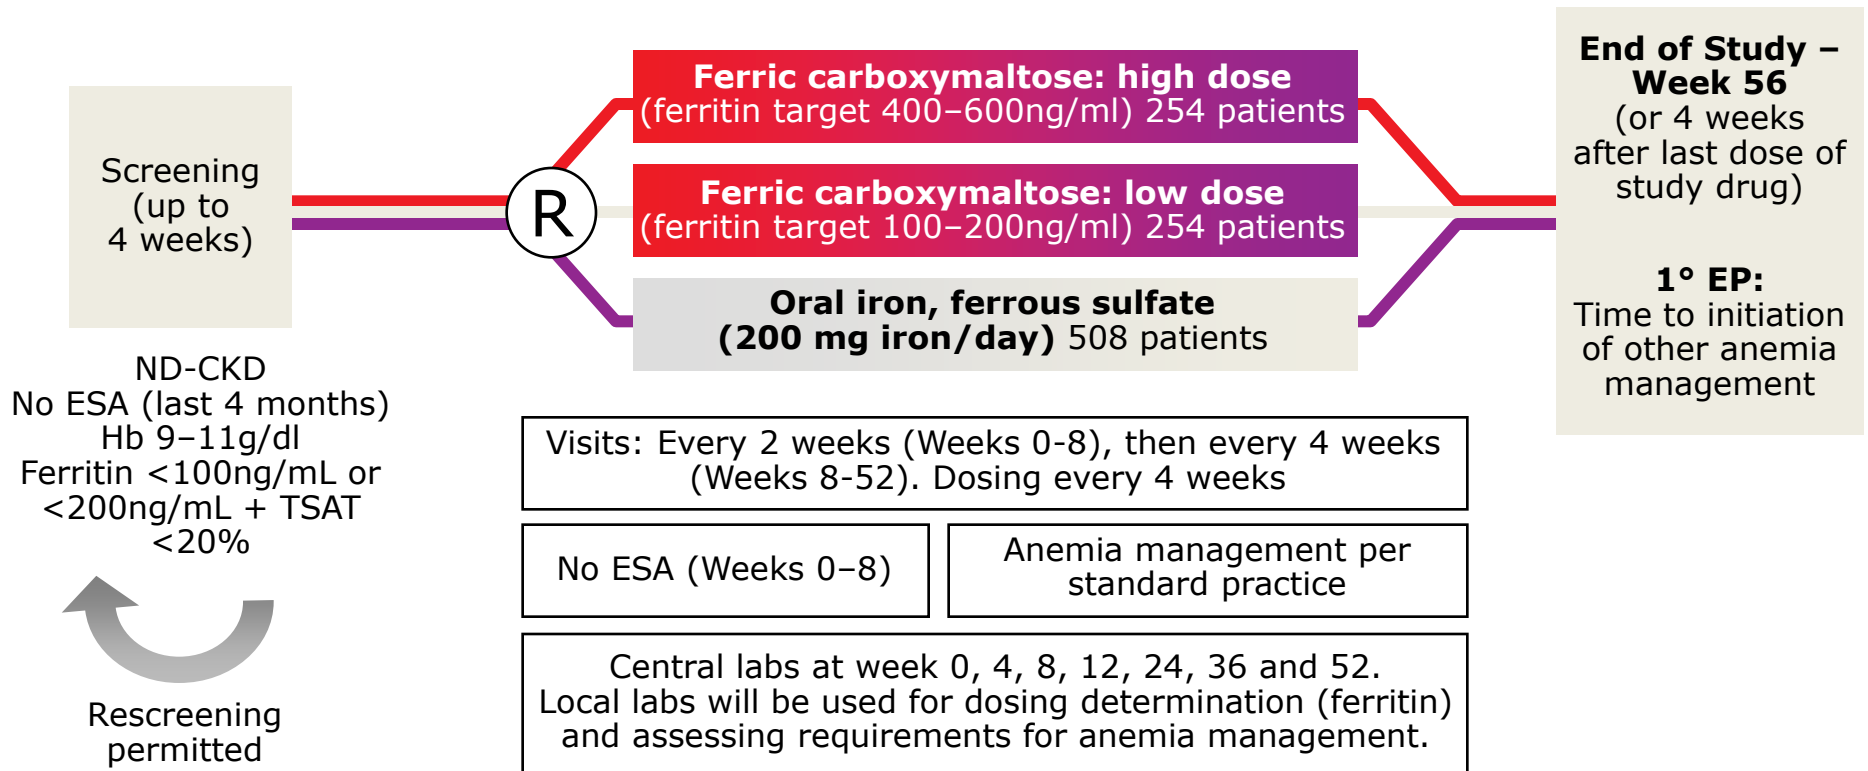 Screening
(up to
4 weeks)
ND-CKD
No ESA (last 4 months)
Hb 9–11g/dl
Ferritin <100ng/mL or
<200ng/mL + TSAT
<20%
Rescreening
permitted
R
Ferric carboxymaltose: high dose
(ferritin target 400–600ng/ml) 254 patients
Ferric carboxymaltose: low dose
(ferritin target 100–200ng/ml) 254 patients
Oral iron, ferrous sulfate
(200 mg iron/day) 508 patients
Visits: Every 2 weeks (Weeks 0-8), then every 4 weeks
(Weeks 8-52). Dosing every 4 weeks
No ESA (Weeks 0–8)
Anemia management per
standard practice
Central labs at week 0, 4, 8, 12, 24, 36 and 52.
Local labs will be used for dosing determination (ferritin)
and assessing requirements for anemia management.
End of Study –
Week 56
(or 4 weeks
after last dose of
study drug)
1° EP:
Time to initiation
of other anemia
management